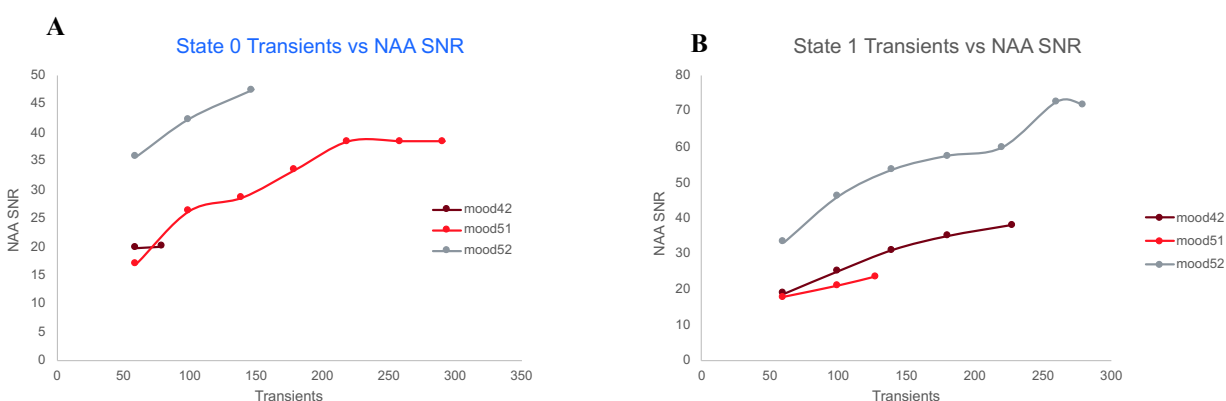 A
State 0 Transients vs NAA SNR
50
45
40
35
30
25
20
15
10
5
0
NAA SNR
0 50 100 150 200 250 300 350
Transients
mood42
mood51
mood52
B
State 1 Transients vs NAA SNR
80
70
60
50
40
30
20
10
0
NAA SNR
0 50 100 150 200 250 300
Transients
mood42
mood51
mood52